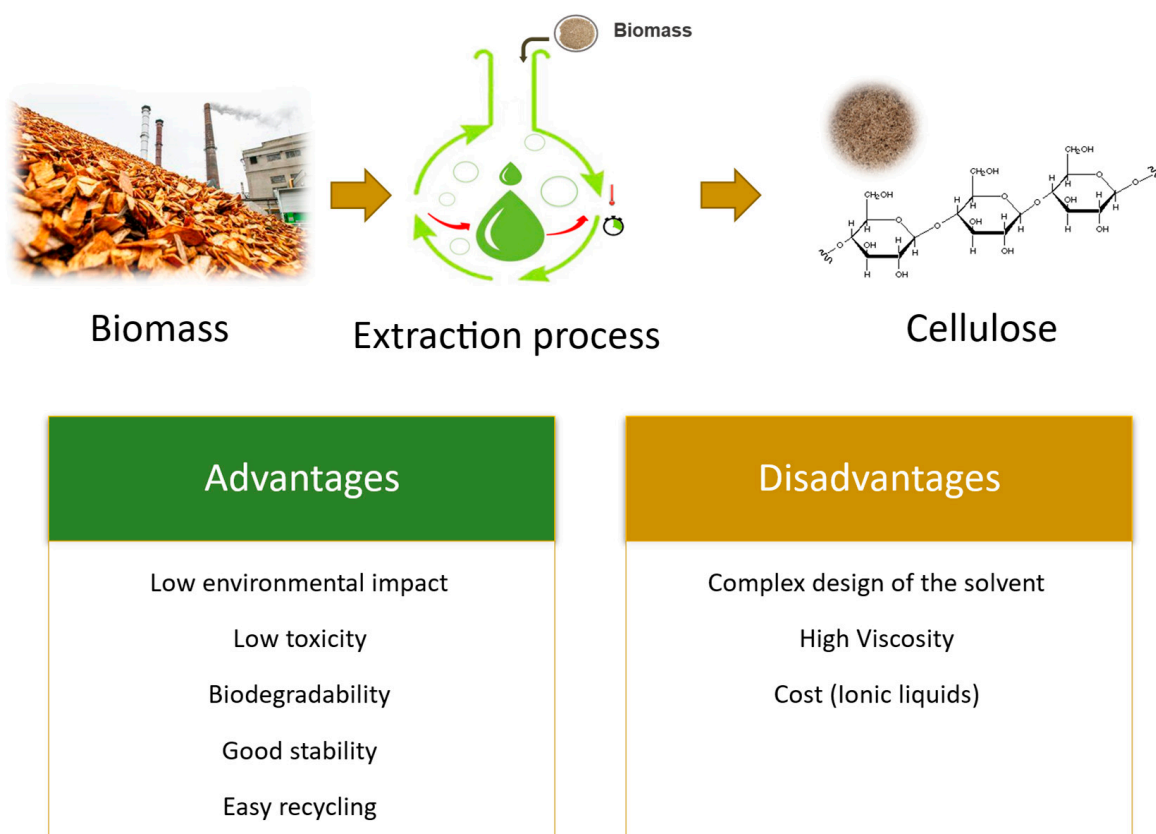 Biomass
CH₂OH
CH₂OH
CH₂OH
H
O
H
H
OH
H
H
OH
O
H
O
H
H
OH
H
H
OH
O
H
O
H
H
OH
H
H
OH
O
O
Biomass
Extraction process
Cellulose
Advantages
Disadvantages
Low environmental impact
Complex design of the solvent
Low toxicity
High Viscosity
Biodegradability
Cost (Ionic liquids)
Good stability
Easy recycling